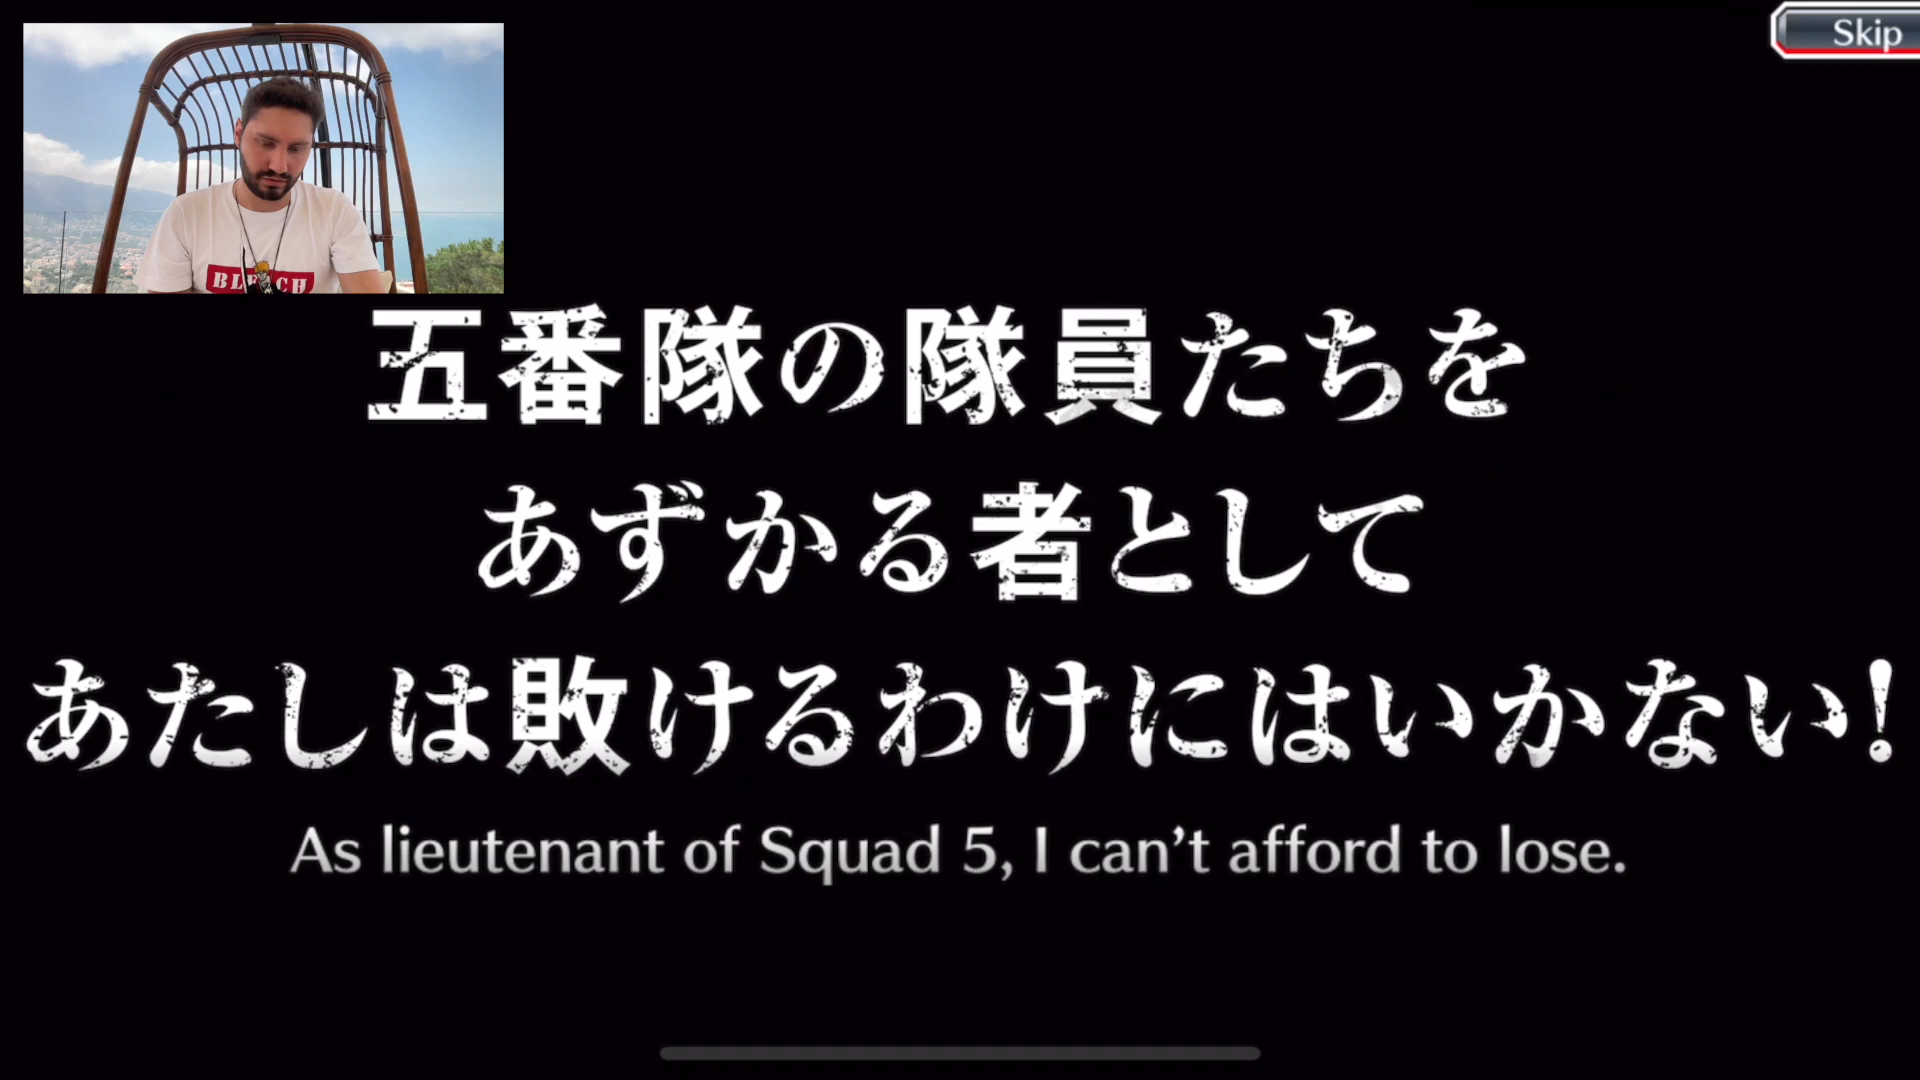 Skip
BLEACH
五番隊の隊員たちを
あずかる者として
あたしは敗けるわけにはいかない!
As lieutenant of Squad 5, I can't afford to lose.